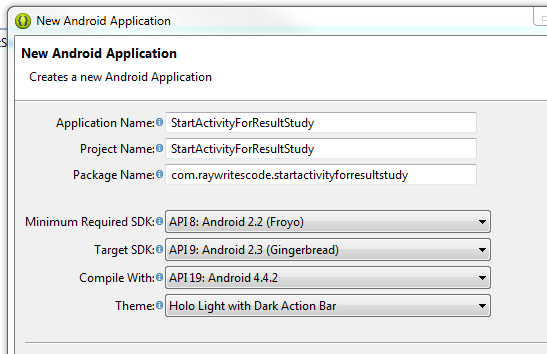 New Android Application
New Android Application
Creates a new Android Application
Application Name: StartActivityForResultStudy
Project Name: StartActivityForResultStudy
Package Name: com.raywritescode.startactivityforresultstudy
Minimum Required SDK: API 8: Android 2.2 (Froyo)
Target SDK: API 9: Android 2.3 (Gingerbread)
Compile With: API 19: Android 4.4.2
Theme: Holo Light with Dark Action Bar